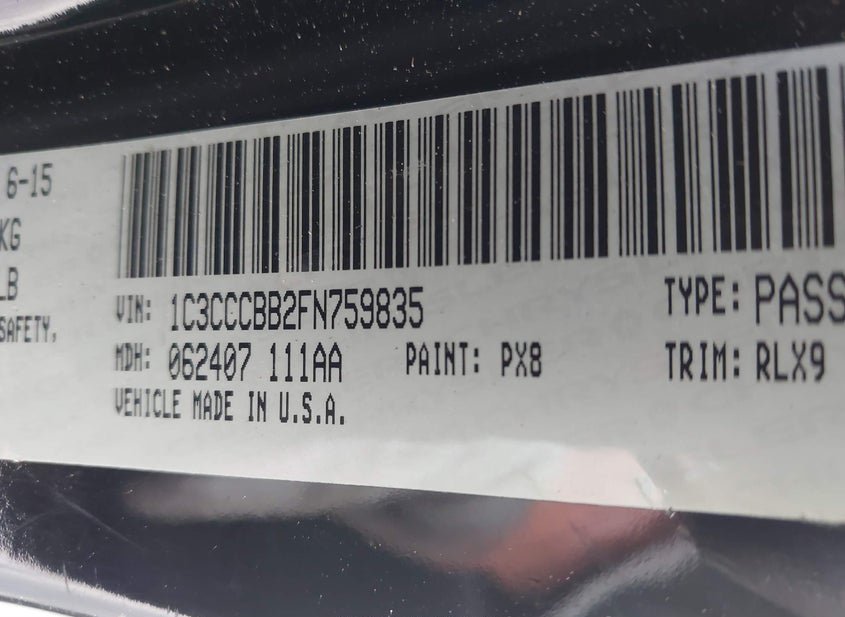 6-15
KG
LB
SAFETY,
VIN: 1C3CCCBB2FN759835
TYPE: PASS
MDH: 062407 111AA
PAINT: PX8
TRIM: RLX9
VEHICLE MADE IN U.S.A.